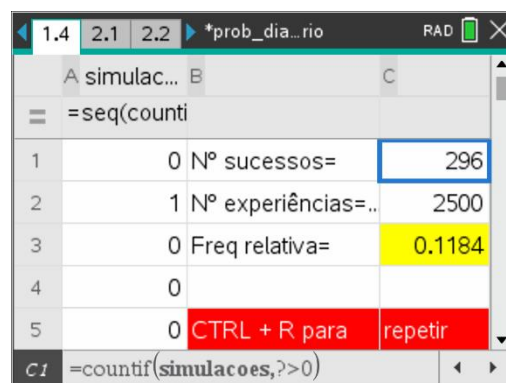 1.4 2.1 2.2 *prob_dia…rio RAD
A simulac... B C
= =seq(counti
1 0 Nº sucessos= 296
2 1 Nº experiências=... 2500
3 0 Freq relativa= 0.1184
4 0
5 0 CTRL + R para repetir
C1 =countif(simulacoes,?>0)